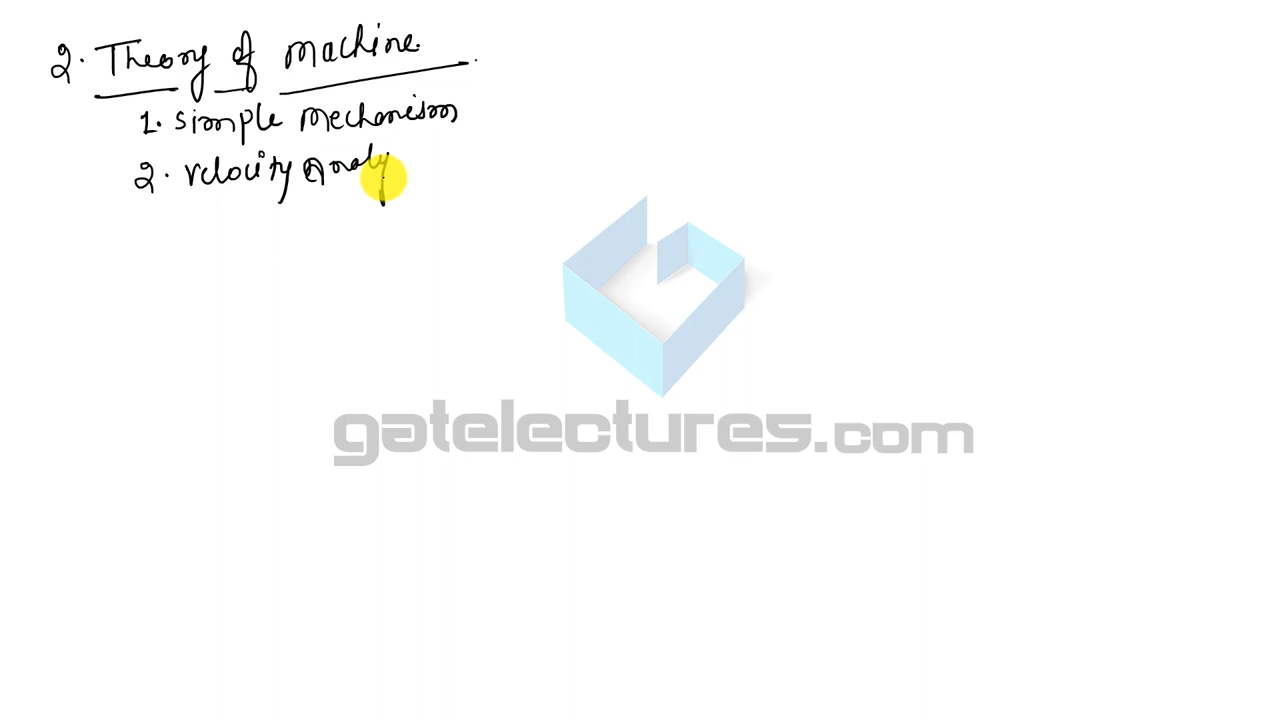 2. Theory of machine.
1. simple mechanism
2. velocity Analy
gatelectures.com